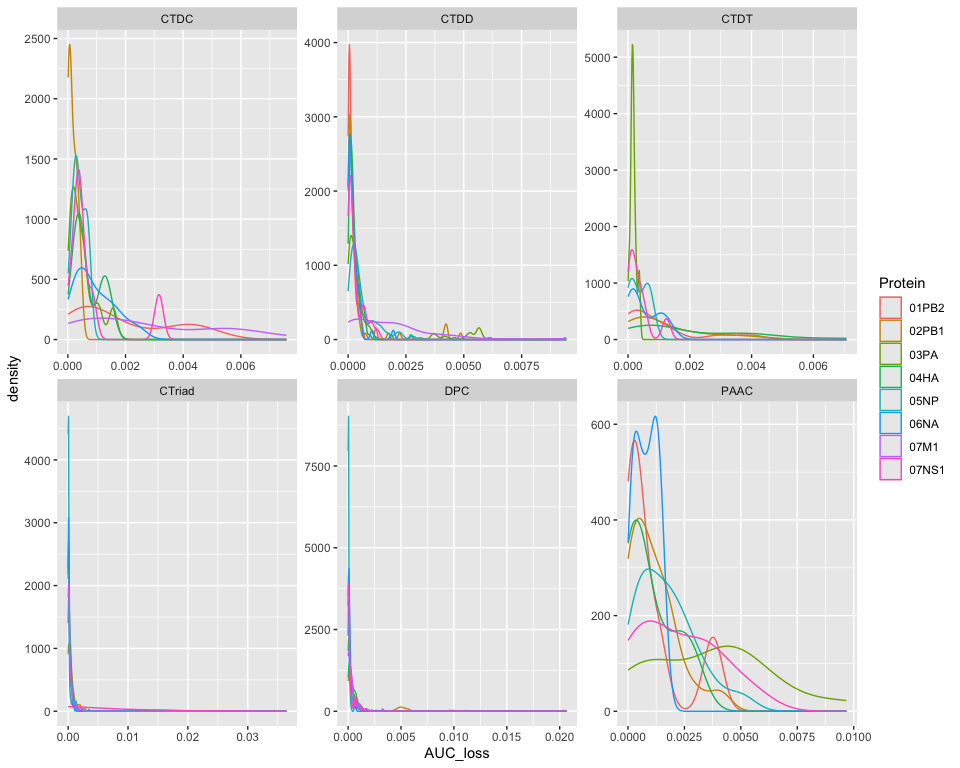 CTDC CTDD CTDT
2500
2000
1500
1000
500
0
0.000 0.002 0.004 0.006
4000
3000
2000
1000
0
0.0000 0.0025 0.0050 0.0075
5000
4000
3000
2000
1000
0
0.000 0.002 0.004 0.006
density
CTriad DPC PAAC
4000
3000
2000
1000
0
0.00 0.01 0.02 0.03
7500
5000
2500
0
0.000 0.005 0.010 0.015 0.020
600
400
200
0
0.0000 0.0025 0.0050 0.0075 0.0100
AUC_loss
Protein
01PB2
02PB1
03PA
04HA
05NP
06NA
07M1
07NS1